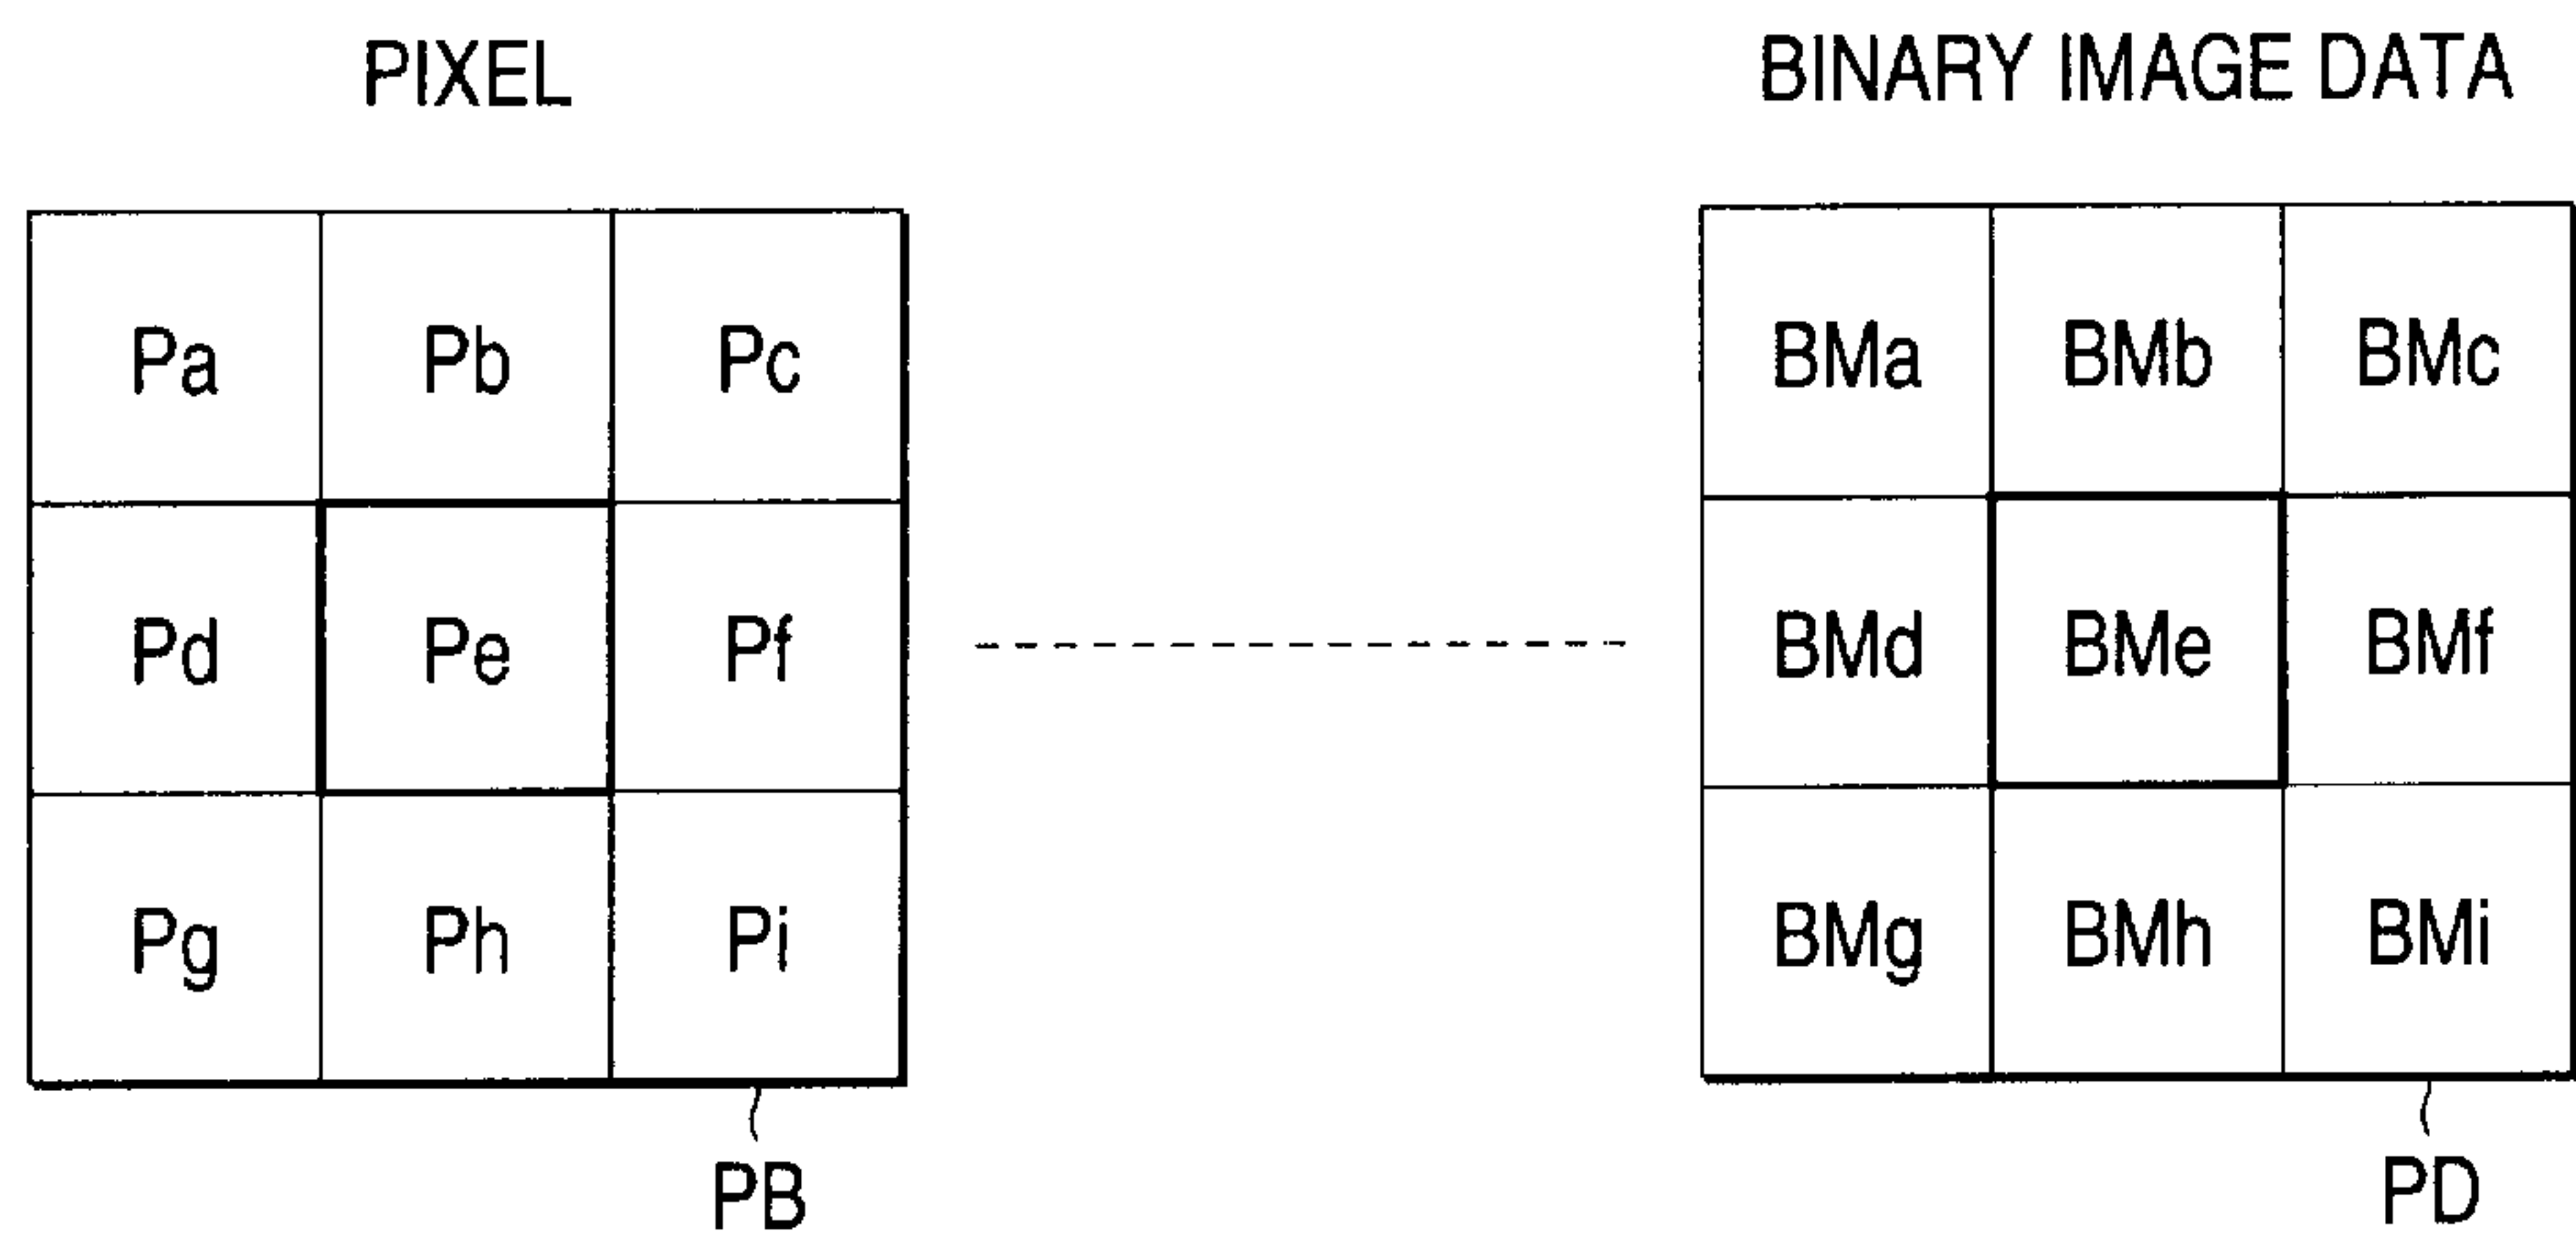 PIXEL
BINARY IMAGE DATA
Pa Pb Pc
Pd Pe Pf
Pg Ph Pi
PB
BMa BMb BMc
BMd BMe BMf
BMg BMh BMi
PD